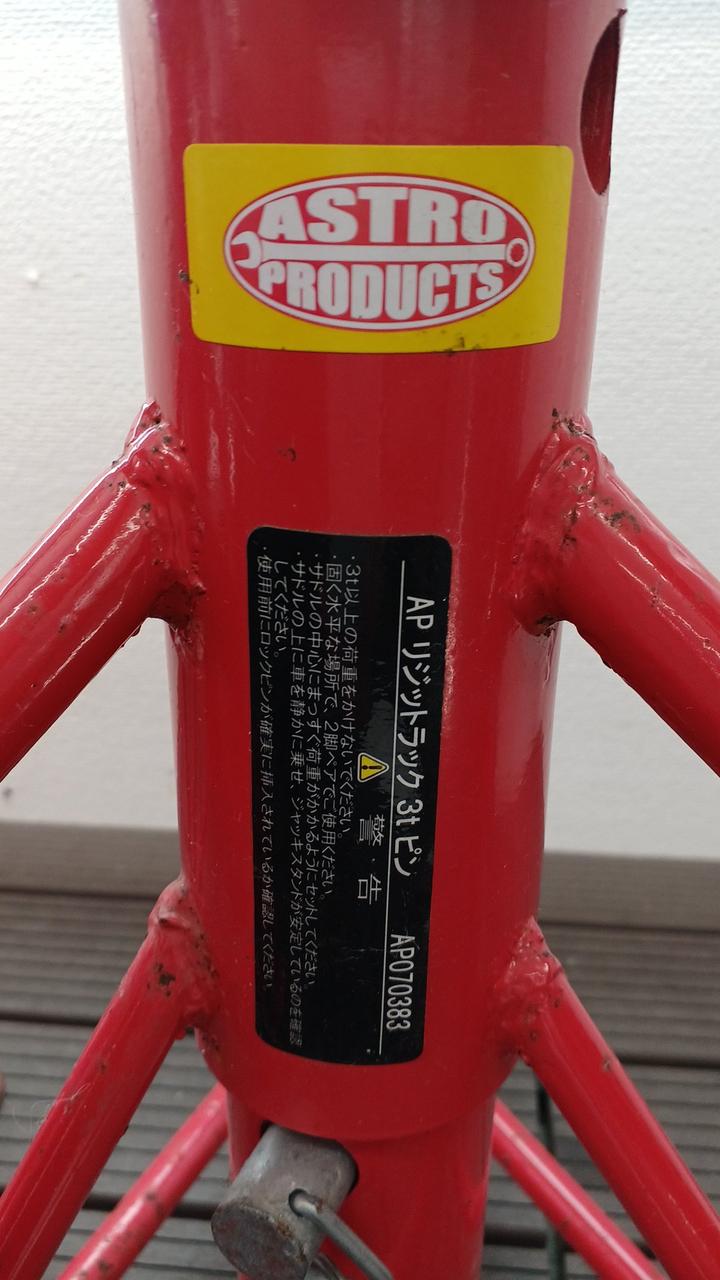 ASTRO
PRODUCTS
AP リジットラック 3t ピン AP070383
警告
・3t以上の荷重をかけないでください。
固く水平な場所で、2脚ペアでご使用ください。
・サドルの中心にまっすぐ荷重がかかるようにセットしてください。
・サドルの上に車を静かに乗せ、ジャッキスタンドが安定しているのを確認
してください。
・使用前にロックピンが確実に挿入されているか確認してください